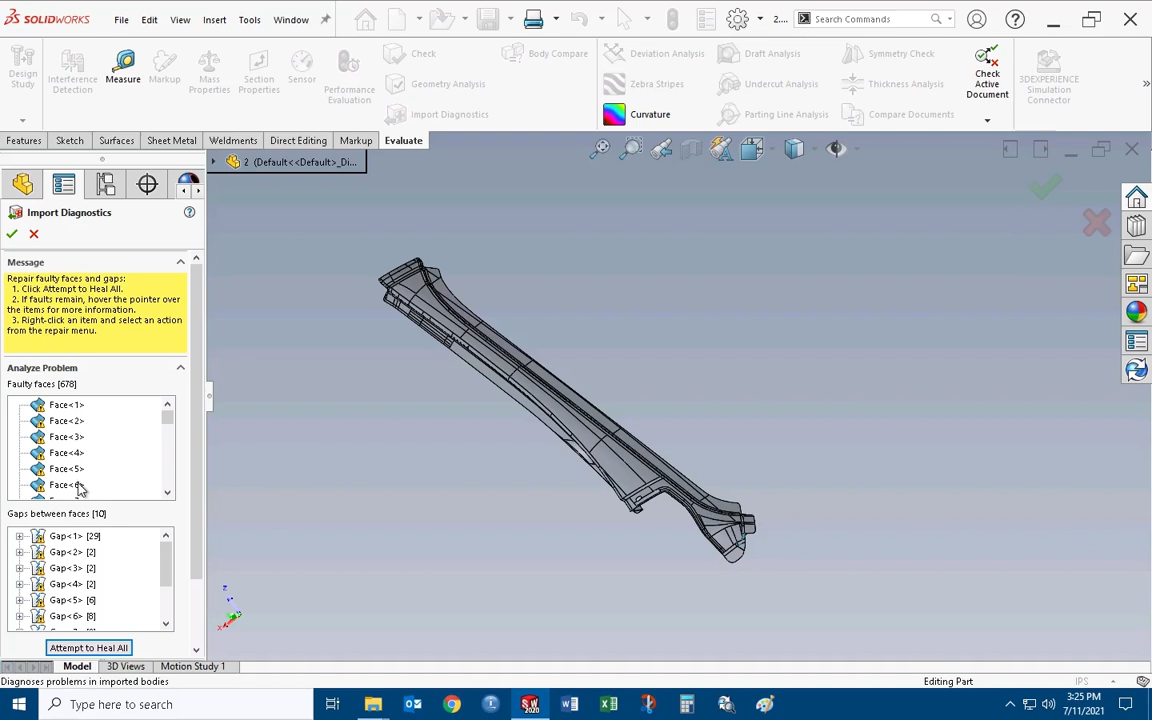 SOLIDWORKS
File
Edit
View
Insert
Tools
Window
2....
Search Commands
Design Study
Interference Detection
Measure
Markup
Mass Properties
Section Properties
Sensor
Performance Evaluation
Check
Geometry Analysis
Import Diagnostics
Body Compare
Deviation Analysis
Zebra Stripes
Curvature
Draft Analysis
Undercut Analysis
Parting Line Analysis
Symmetry Check
Thickness Analysis
Compare Documents
Check Active Document
3DEXPERIENCE Simulation Connector
Features
Sketch
Surfaces
Sheet Metal
Weldments
Direct Editing
Markup
Evaluate
2 (Default<<Default>_Di...
Import Diagnostics
Message
Repair faulty faces and gaps:
1. Click Attempt to Heal All.
2. If faults remain, hover the pointer over
the items for more information.
3. Right-click an item and select an action
from the repair menu.
Analyze Problem
Faulty faces [678]
Face<1>
Face<2>
Face<3>
Face<4>
Face<5>
Face<6>
Gaps between faces [10]
Gap<1> [29]
Gap<2> [2]
Gap<3> [2]
Gap<4> [2]
Gap<5> [6]
Gap<6> [8]
Attempt to Heal All
Model
3D Views
Motion Study 1
Diagnoses problems in imported bodies
Editing Part
IPS
Type here to search
3:25 PM
7/11/2021